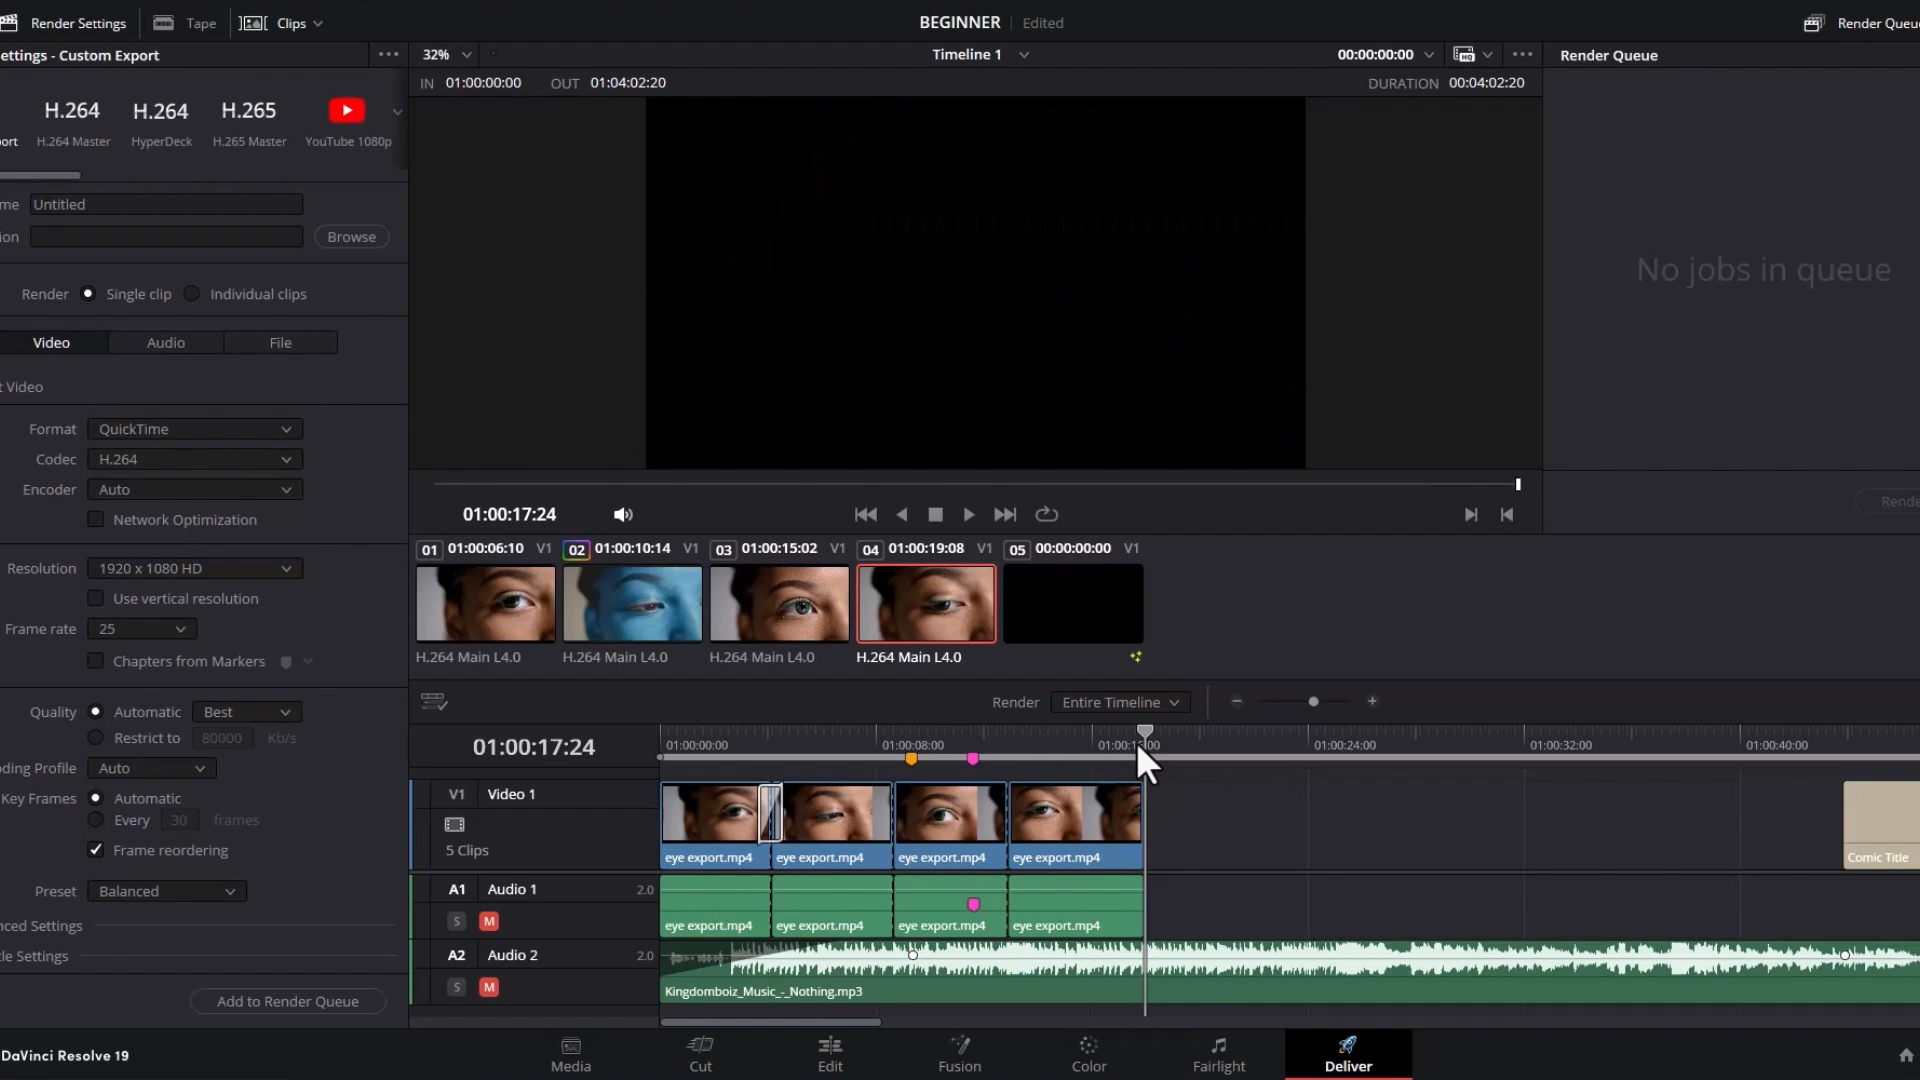 Render Settings
Tape
Clips
BEGINNER
Edited
Render Queue
ettings - Custom Export
32%
Timeline 1
00:00:00:00
Render Queue
IN 01:00:00:00 OUT 01:04:02:20
DURATION 00:04:02:20
H.264
H.264
H.265
ort
H.264 Master
HyperDeck
H.265 Master
YouTube 1080p
me
Untitled
ion
Browse
No jobs in queue
Render
Single clip
Individual clips
Video
Audio
File
t Video
Format
QuickTime
Codec
H.264
Encoder
Auto
Network Optimization
01:00:17:24
Rende
01 01:00:06:10 V1
02 01:00:10:14 V1
03 01:00:15:02 V1
04 01:00:19:08 V1
05 00:00:00:00 V1
H.264 Main L4.0
H.264 Main L4.0
H.264 Main L4.0
H.264 Main L4.0
Resolution
1920 x 1080 HD
Use vertical resolution
Frame rate
25
Chapters from Markers
Quality
Automatic
Best
Restrict to
80000
Kb/s
ding Profile
Auto
Key Frames
Automatic
Every
30
frames
Frame reordering
Preset
Balanced
nced Settings
tle Settings
Add to Render Queue
Render
Entire Timeline
01:00:17:24
01:00:00:00
01:00:08:00
01:00:1
:00
01:00:24:00
01:00:32:00
01:00:40:00
V1
Video 1
5 Clips
eye export.mp4
eye export.mp4
eye export.mp4
eye export.mp4
Comic Title
A1
Audio 1
2.0
S
M
eye export.mp4
eye export.mp4
eye export.mp4
eye export.mp4
A2
Audio 2
2.0
S
M
Kingdomboiz_Music_-_Nothing.mp3
DaVinci Resolve 19
Media
Cut
Edit
Fusion
Color
Fairlight
Deliver